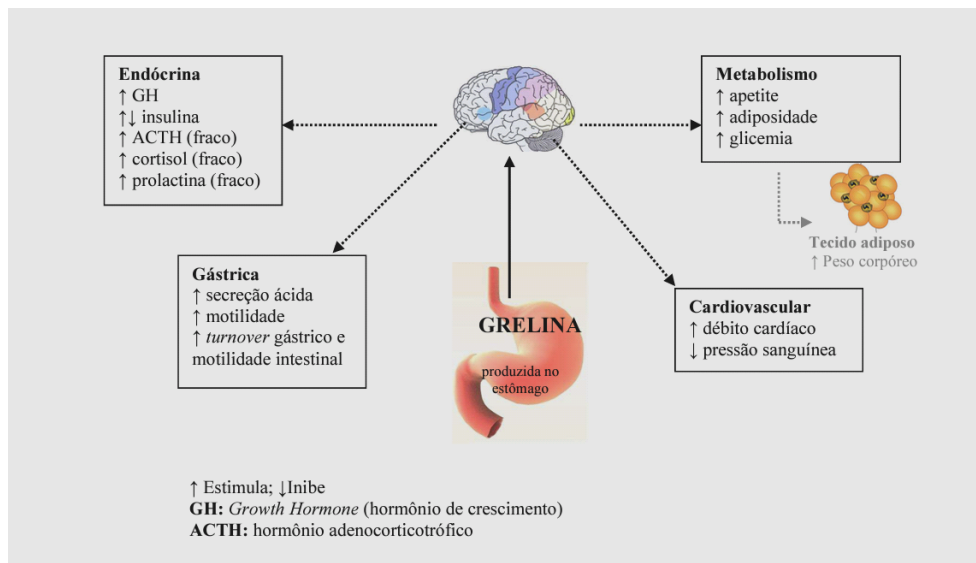 Endócrina
↑ GH
↑↓ insulina
↑ ACTH (fraco)
↑ cortisol (fraco)
↑ prolactina (fraco)
Metabolismo
↑ apetite
↑ adiposidade
↑ glicemia
Tecido adiposo
↑ Peso corpóreo
Gástrica
↑ secreção ácida
↑ motilidade
↑ turnover gástrico e
motilidade intestinal
GRELINA
produzida no
estômago
Cardiovascular
↑ débito cardíaco
↓ pressão sanguínea
↑ Estimula; ↓Inibe
GH: Growth Hormone (hormônio de crescimento)
ACTH: hormônio adenocorticotrófico